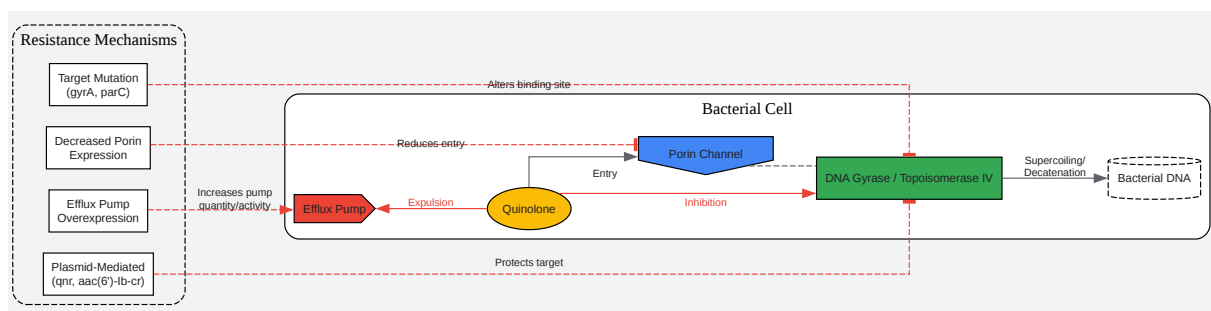 Resistance Mechanisms
Target Mutation
(gyrA, parC)
Alters binding site
Bacterial Cell
Decreased Porin
Expression
Reduces entry
Porin Channel
Entry
DNA Gyrase / Topoisomerase IV
Supercoiling/
Decatenation
Bacterial DNA
Efflux Pump
Overexpression
Increases pump
quantity/activity
Efflux Pump
Expulsion
Quinolone
Inhibition
Plasmid-Mediated
(qnr, aac(6')-Ib-cr)
Protects target